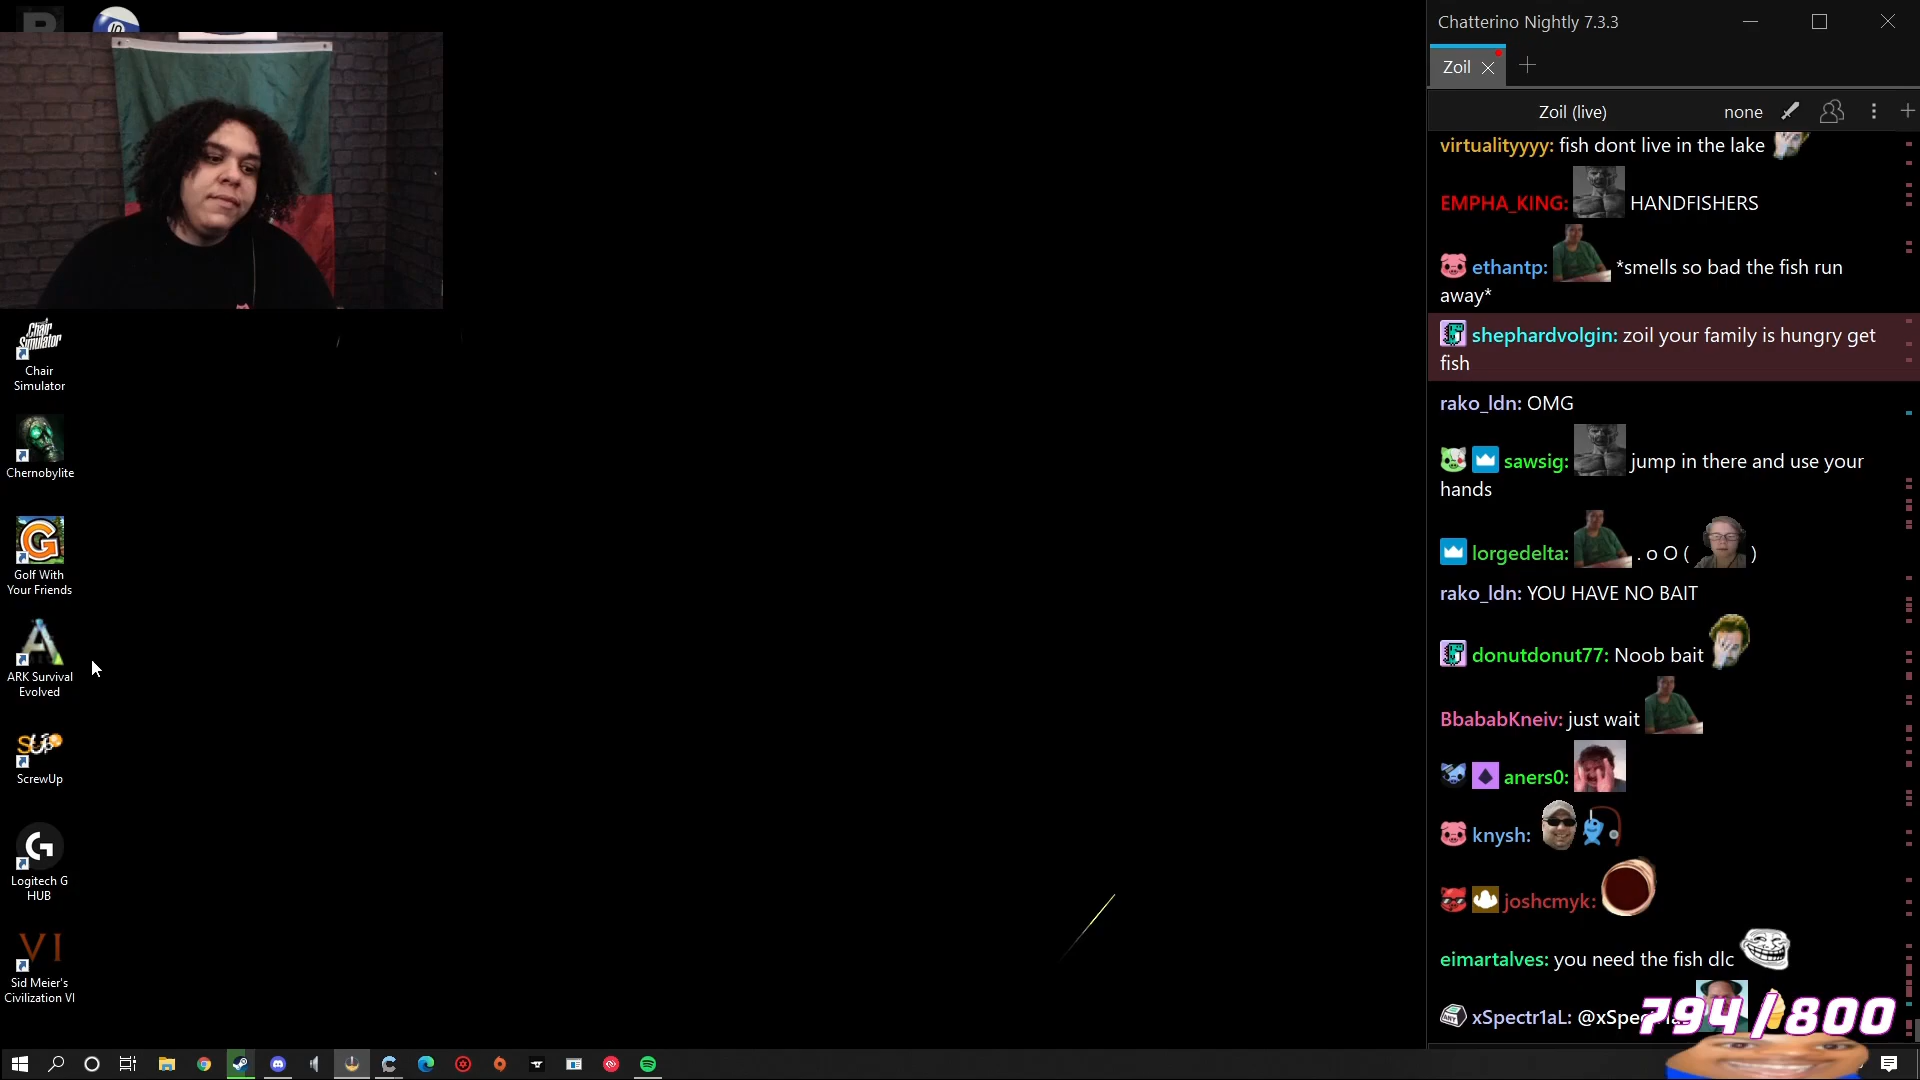 Chatterino Nightly 7.3.3
Zoil
Zoil (live)
none
virtualityyyy: fish dont live in the lake
EMPHA_KING: HANDFISHERS
ethantp: *smells so bad the fish run
away*
shephardvolgin: zoil your family is hungry get
fish
rako_ldn: OMG
sawsig: jump in there and use your
hands
lorgedelta: . o O ( )
rako_ldn: YOU HAVE NO BAIT
donutdonut77: Noob bait
BbababKneiv: just wait
aners0:
knysh:
joshcmyk:
eimartalves: you need the fish dlc
xSpectr1aL:
794/800
Chair
Simulator
Chair
Simulator
Chernobylite
G
Golf With
Your Friends
ARK Survival
Evolved
ScrewUp
G
Logitech G
HUB
VI
Sid Meier's
Civilization VI